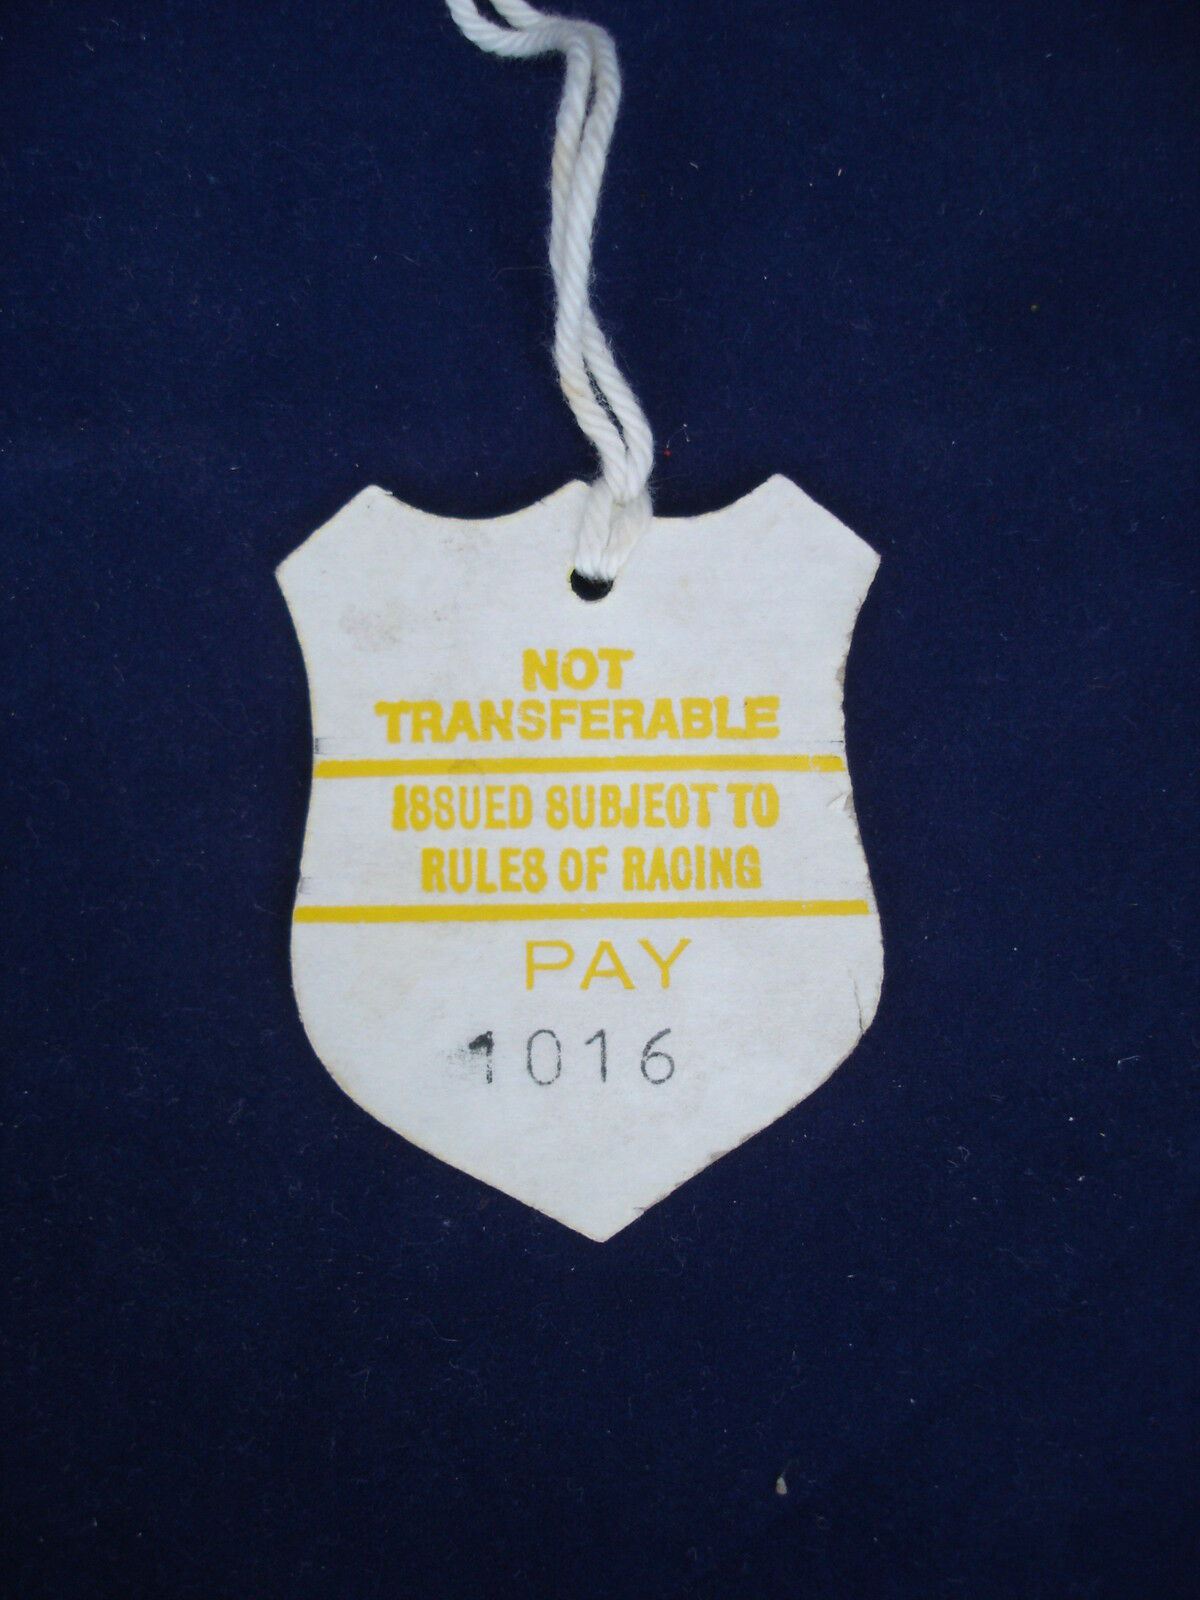 NOT
TRANSFERABLE
ISSUED SUBJECT TO
RULES OF RACING
PAY
1016